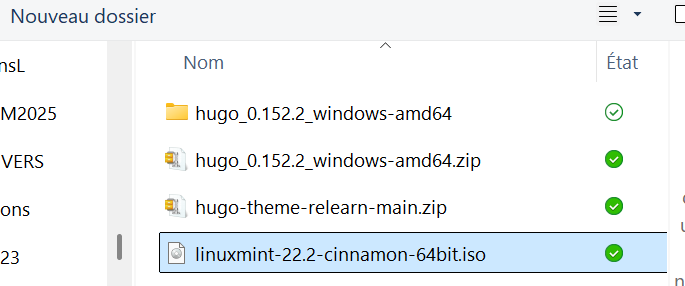 Nouveau dossier
Nom
État
nsL
M2025
VERS
ons
23
hugo_0.152.2_windows-amd64
hugo_0.152.2_windows-amd64.zip
hugo-theme-relearn-main.zip
linuxmint-22.2-cinnamon-64bit.iso